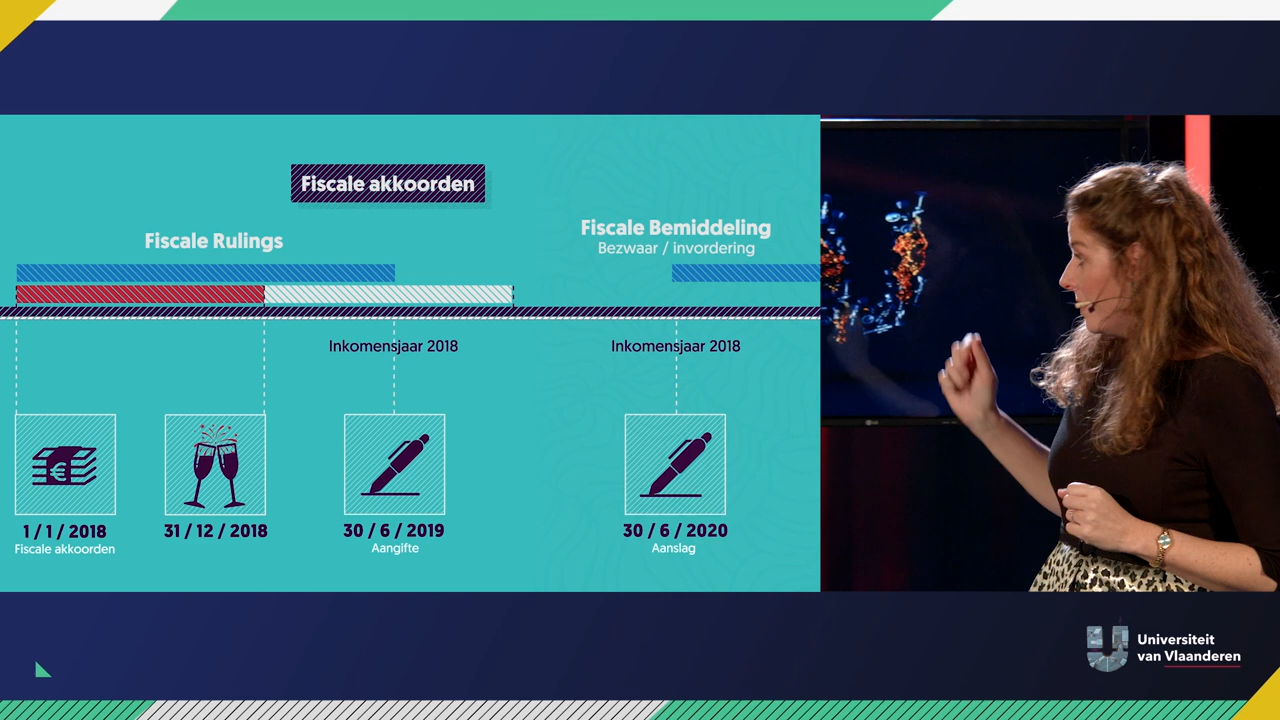 Fiscale akkoorden
Fiscale Rulings
Fiscale Bemiddeling
Bezwaar / invordering
Inkomensjaar 2018
Inkomensjaar 2018
€
1 / 1 / 2018
Fiscale akkoorden
31 / 12 / 2018
30 / 6 / 2019
Aangifte
30 / 6 / 2020
Aanslag
Universiteit
van Vlaanderen